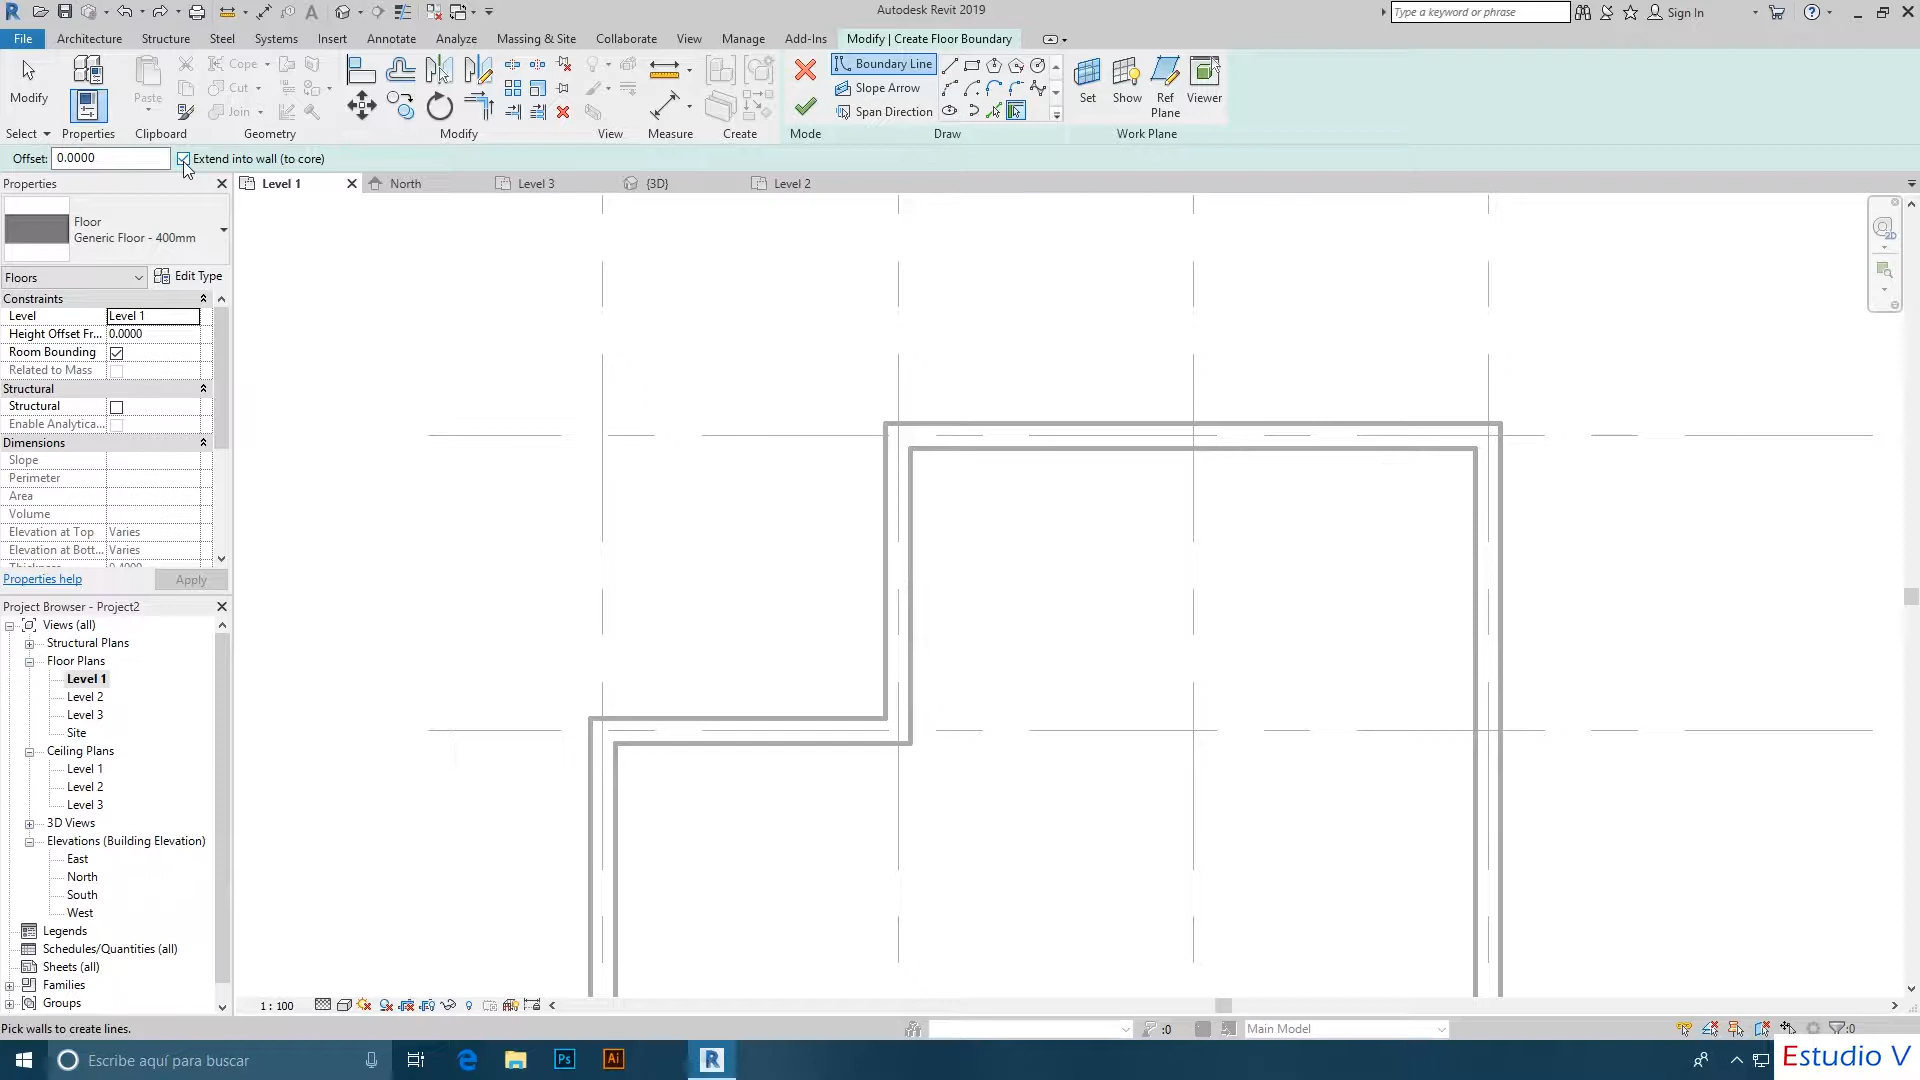 Autodesk Revit 2019
Type a keyword or phrase
Sign In
File
Architecture
Structure
Steel
Systems
Insert
Annotate
Analyze
Massing & Site
Collaborate
View
Manage
Add-Ins
Modify | Create Floor Boundary
Modify
Paste
Cope
Cut
Join
Boundary Line
Slope Arrow
Span Direction
Set
Show
Ref
Plane
Viewer
Select
Properties
Clipboard
Geometry
Modify
View
Measure
Create
Mode
Draw
Work Plane
Offset: 0.0000
Extend into wall (to core)
Properties
Level 1
North
Level 3
{3D}
Level 2
Floor
Generic Floor - 400mm
Floors
Edit Type
Constraints
Level
Level 1
Height Offset Fr...
0.0000
Room Bounding
Related to Mass
Structural
Structural
Enable Analytica...
Dimensions
Slope
Perimeter
Area
Volume
Elevation at Top
Varies
Elevation at Bott...
Varies
Thickness
0.4000
Properties help
Apply
Project Browser - Project2
Views (all)
Structural Plans
Floor Plans
Level 1
Level 2
Level 3
Site
Ceiling Plans
Level 1
Level 2
Level 3
3D Views
Elevations (Building Elevation)
East
North
South
West
Legends
Schedules/Quantities (all)
Sheets (all)
Families
Groups
1 : 100
2D
Pick walls to create lines.
:0
Main Model
:0
Escribe aquí para buscar
Ps
Ai
R
Estudio V